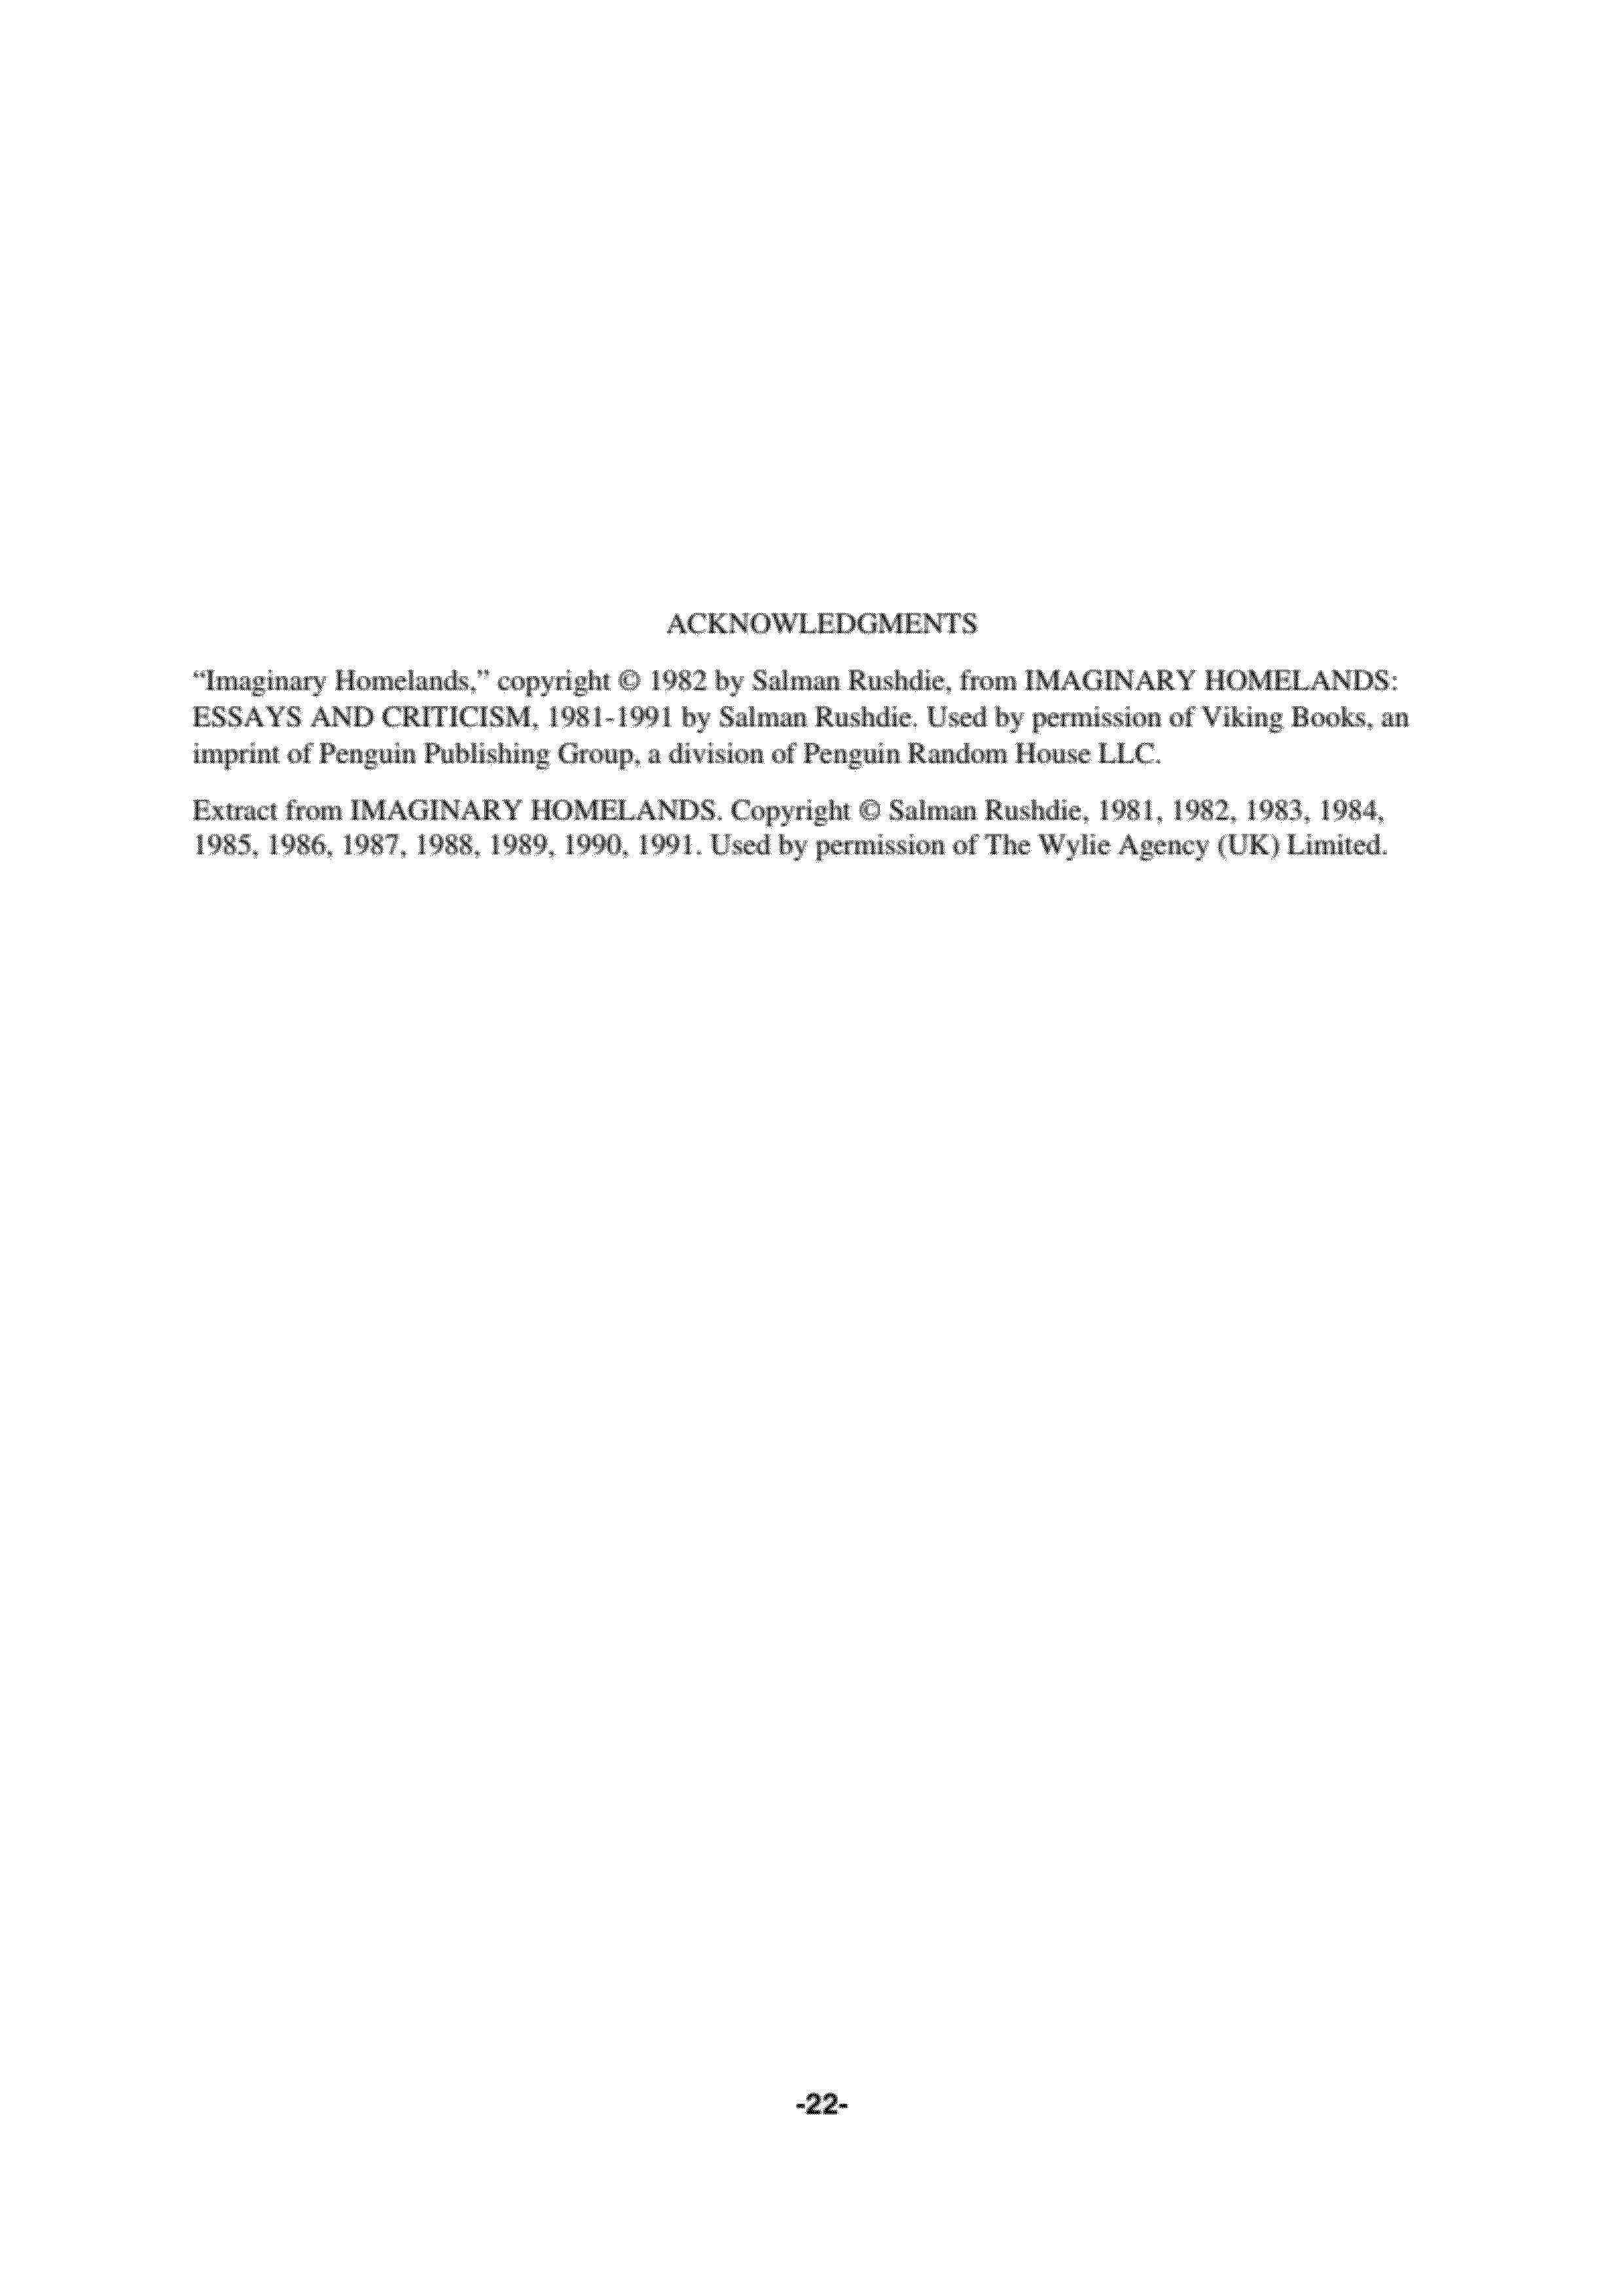 ACKNOWLEDGMENTS
“Imaginary Homelands,” copyright © 1982 by Salman Rushdie, from IMAGINARY HOMELANDS:
ESSAYS AND CRITICISM, 1981-1991 by Salman Rushdie. Used by permission of Viking Books, an
imprint of Penguin Publishing Group, a division of Penguin Random House LLC.
Extract from IMAGINARY HOMELANDS. Copyright © Salman Rushdie, 1981, 1982, 1983, 1984,
1985, 1986, 1987, 1988, 1989, 1990, 1991. Used by permission of The Wylie Agency (UK) Limited.
-22-